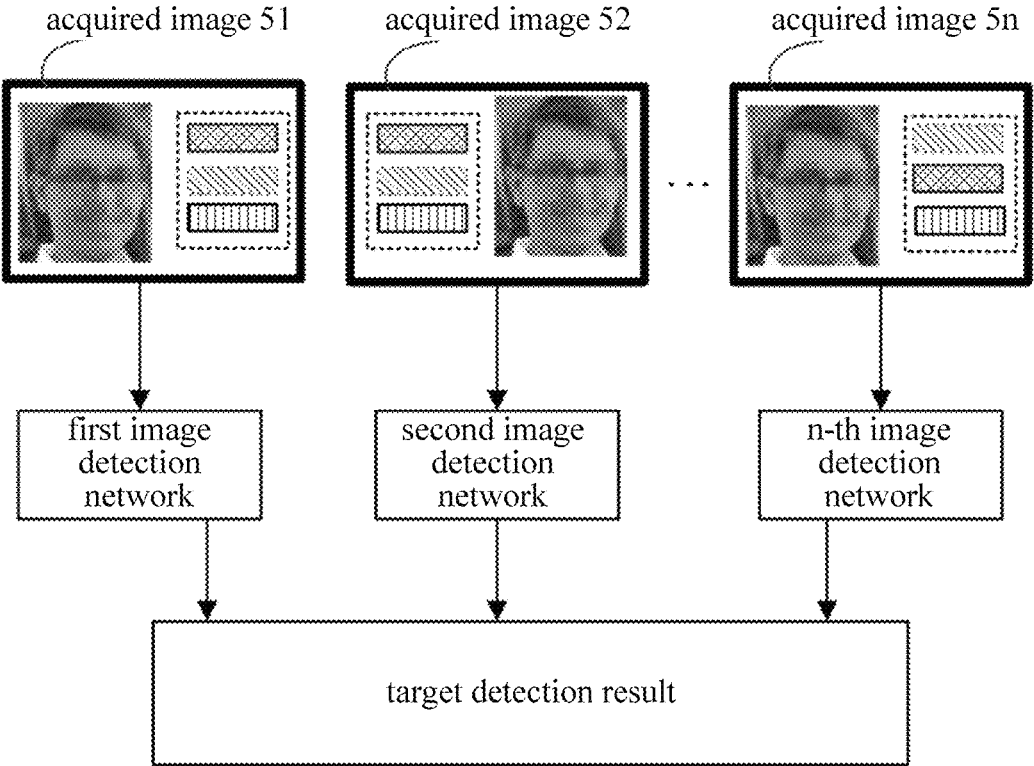 acquired image 51
acquired image 52
acquired image 5n
...
first image
detection
network
second image
detection
network
n-th image
detection
network
target detection result